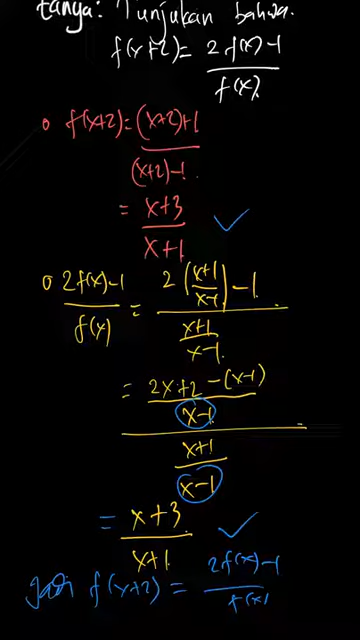 tanya: Tunjukan bahwa
f(x+2) = (2f(x)-1)/f(x).
o f(x+2) = ((x+2)+1)/((x+2)-1.)
= (x+3)/(x+1) ✓
o (2f(x)-1)/f(x) = (2((x+1)/(x-1))-1)/((x+1)/(x-1.))
= ((2x+2-(x-1))/(x-1))/((x+1)/(x-1))
= (x+3)/(x+1) ✓
jadi f(x+2) = (2f(x)-1)/f(x)